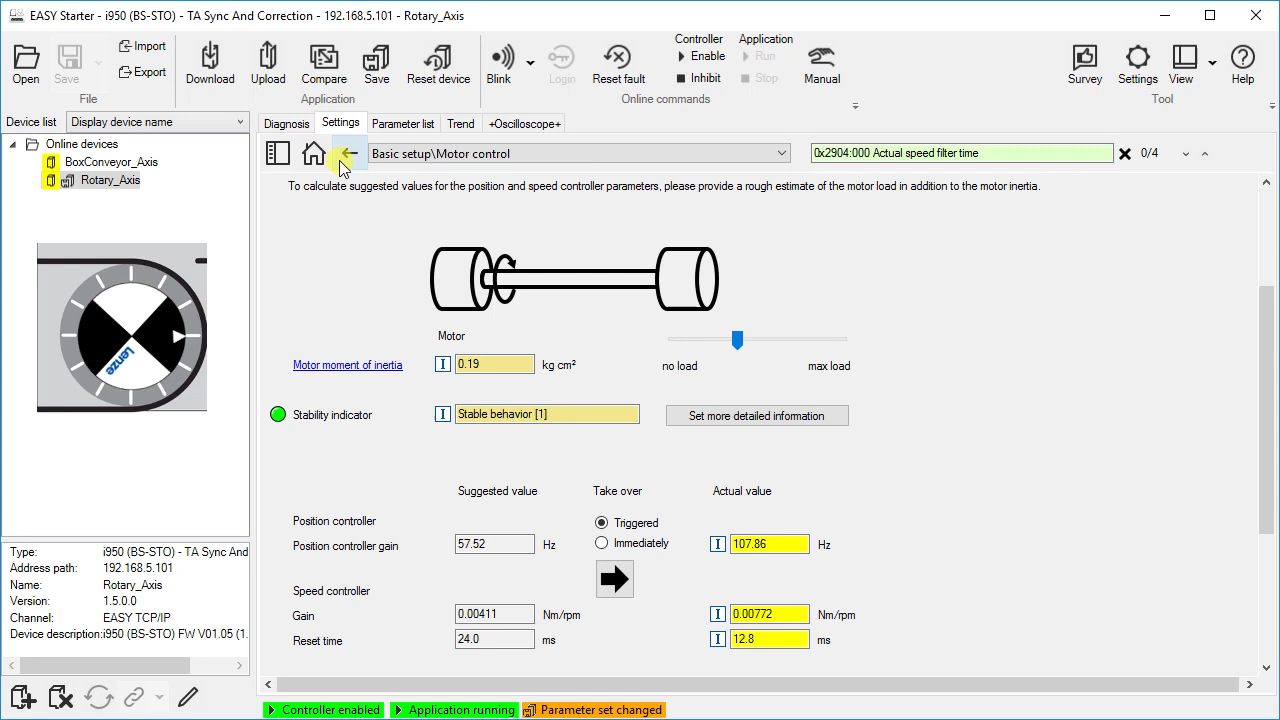 EASY Starter - i950 (BS-STO) - TA Sync And Correction - 192.168.5.101 - Rotary_Axis
Open
Save
Import
Export
File
Download
Upload
Compare
Save
Reset device
Application
Blink
Login
Reset fault
Controller
Enable
Inhibit
Application
Run
Stop
Manual
Online commands
Survey
Settings
View
Help
Tool
Device list
Display device name
Diagnosis
Settings
Parameter list
Trend
+Oscilloscope+
Online devices
BoxConveyor_Axis
Rotary_Axis
Lenze
Basic setup\Motor control
0x2904:000 Actual speed filter time
0/4
To calculate suggested values for the position and speed controller parameters, please provide a rough estimate of the motor load in addition to the motor inertia.
Motor
Motor moment of inertia
I
0.19
kg cm²
no load
max load
Stability indicator
I
Stable behavior [1]
Set more detailed information
Suggested value
Take over
Actual value
Position controller
Triggered
Position controller gain
57.52
Hz
Immediately
I
107.86
Hz
Speed controller
Gain
0.00411
Nm/rpm
I
0.00772
Nm/rpm
Reset time
24.0
ms
I
12.8
ms
Type: i950 (BS-STO) - TA Sync And
Address path: 192.168.5.101
Name: Rotary_Axis
Version: 1.5.0.0
Channel: EASY TCP/IP
Device description:i950 (BS-STO) FW V01.05 (1.
Controller enabled
Application running
Parameter set changed